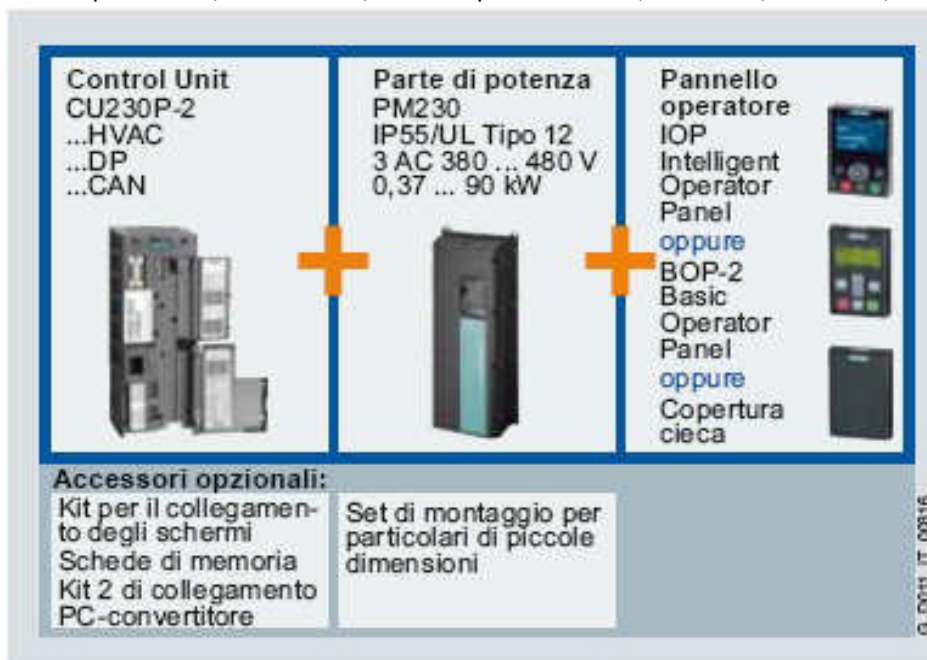 Control Unit
CU230P-2
...HVAC
...DP
...CAN
Parte di potenza
PM230
IP55/UL Tipo 12
3 AC 380 ... 480 V
0,37 ... 90 kW
Pannello
operatore
IOP
Intelligent
Operator
Panel
oppure
BOP-2
Basic
Operator
Panel
oppure
Copertura
cieca
Accessori opzionali:
Kit per il collegamen-
to degli schermi
Schede di memoria
Kit 2 di collegamento
PC-convertitore
Set di montaggio per
particolari di piccole
dimensioni